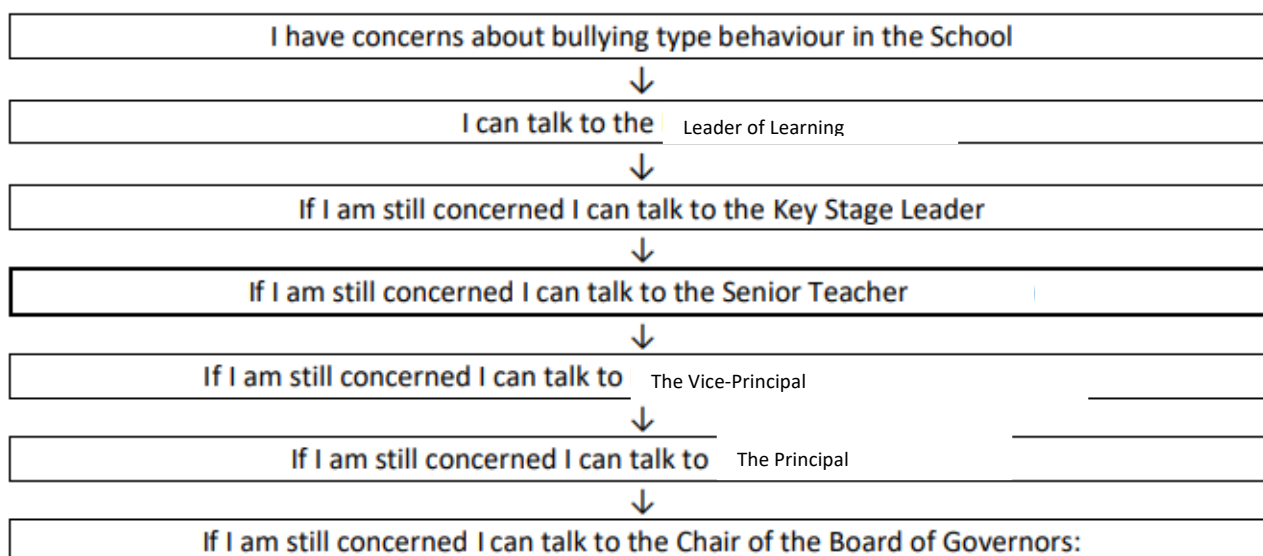 I have concerns about bullying type behaviour in the School
↓
I can talk to the Leader of Learning
↓
If I am still concerned I can talk to the Key Stage Leader
↓
If I am still concerned I can talk to the Senior Teacher
↓
If I am still concerned I can talk to The Vice-Principal
↓
If I am still concerned I can talk to The Principal
↓
If I am still concerned I can talk to the Chair of the Board of Governors: